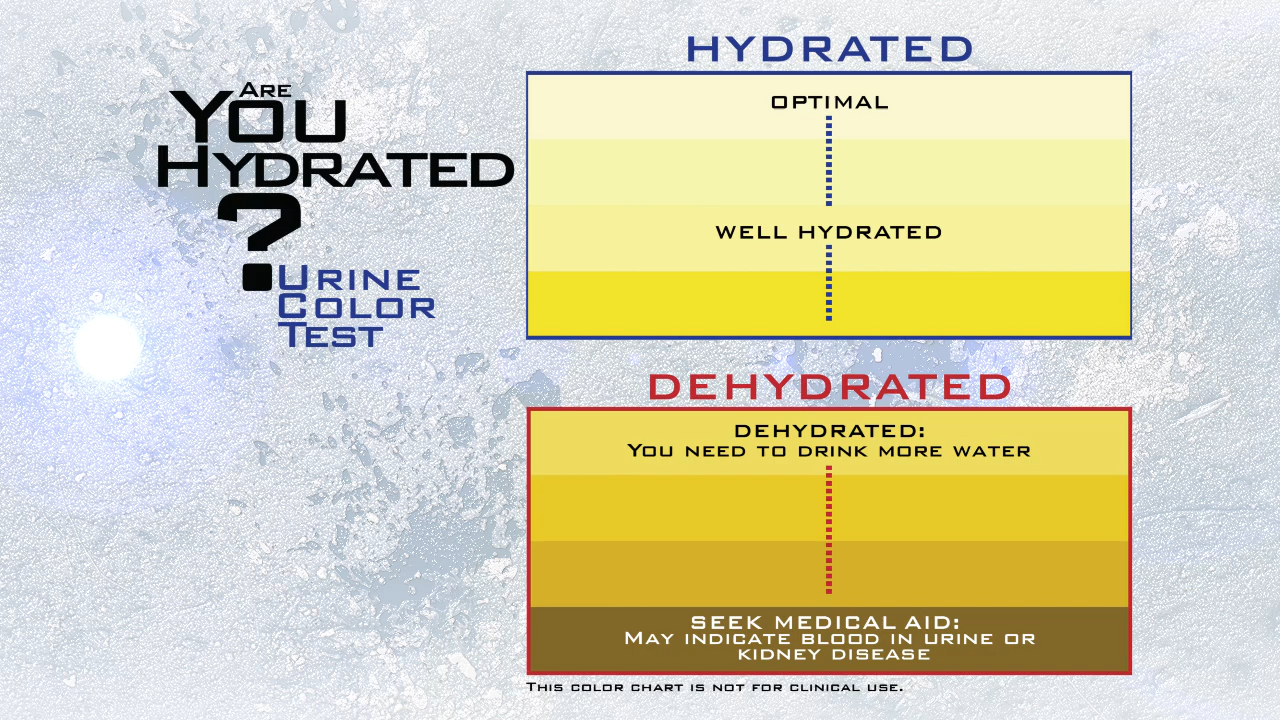 Are
You
Hydrated
?
Urine
Color
Test
HYDRATED
OPTIMAL
WELL HYDRATED
DEHYDRATED
DEHYDRATED:
You need to drink more water
SEEK MEDICAL AID:
May indicate blood in urine or
kidney disease
This color chart is not for clinical use.